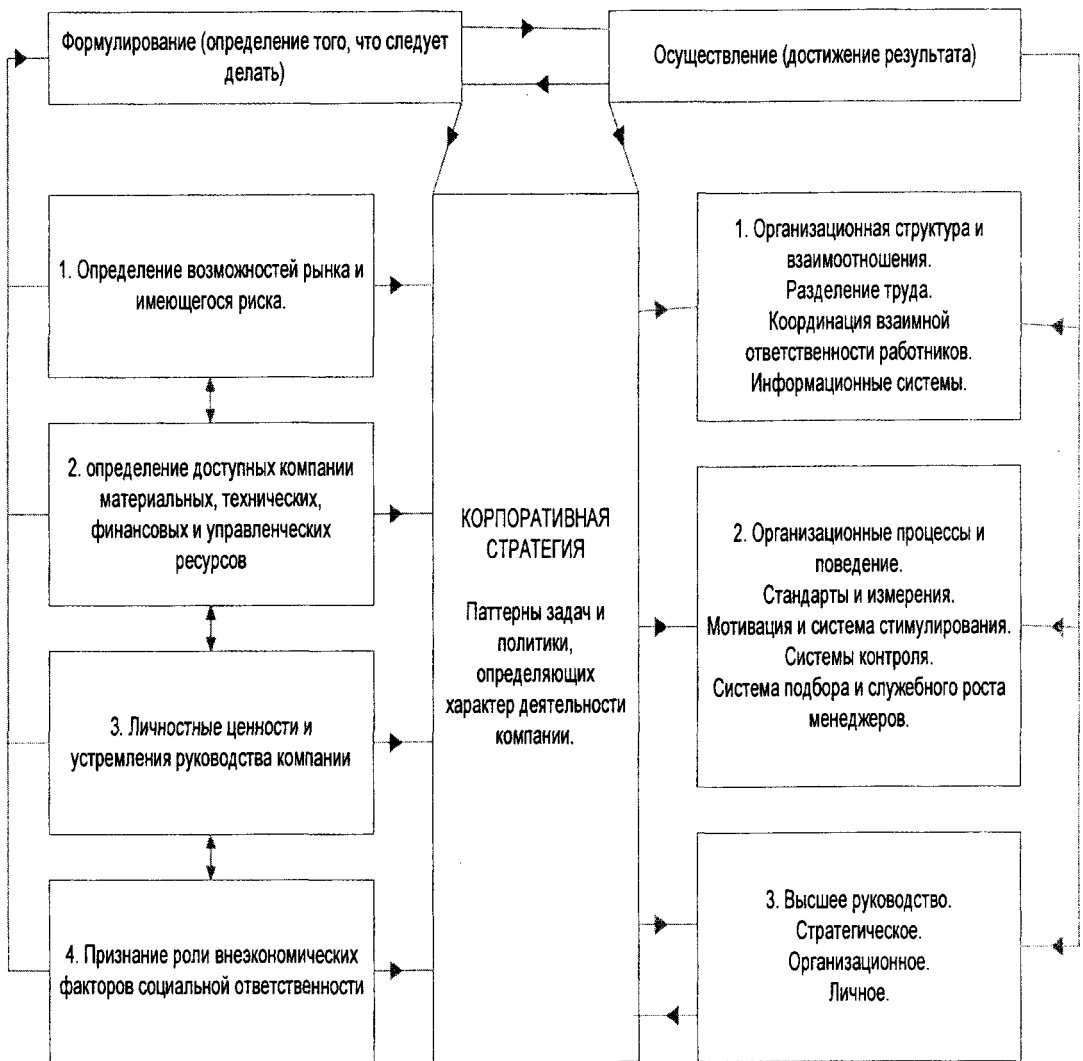 Формулирование (определение того, что следует
делать)
Осуществление (достижение результата)
1. Определение возможностей рынка и
имеющегося риска.
2. определение доступных компании
материальных, технических,
финансовых и управленческих
ресурсов
3. Личностные ценности и
устремления руководства компании
4. Признание роли внеэкономических
факторов социальной ответственности
КОРПОРАТИВНАЯ
СТРАТЕГИЯ
Паттерны задач и
политики,
определяющих
характер деятельности
компании.
1. Организационная структура и
взаимоотношения.
Разделение труда.
Координация взаимной
ответственности работников.
Информационные системы.
2. Организационные процессы и
поведение.
Стандарты и измерения.
Мотивация и система стимулирования.
Системы контроля.
Система подбора и служебного роста
менеджеров.
3. Высшее руководство.
Стратегическое.
Организационное.
Личное.